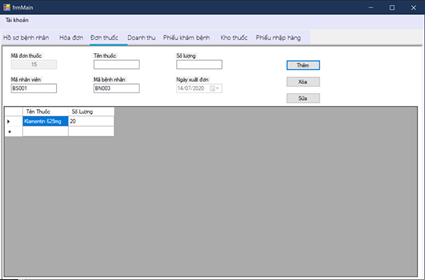 frmMain
Tài khoản
Hồ sơ bệnh nhân Hóa đơn Đơn thuốc Doanh thu Phiếu khám bệnh Kho thuốc Phiếu nhập hàng
Mã đơn thuốc Tên thuốc Số lượng
15 Thêm
Xóa
Mã nhân viên Mã bệnh nhân Ngày xuất đơn
BS001 BN003 14/07/2020
Sửa
Tên Thuốc Số Lượng
Klamentin 625mg 20